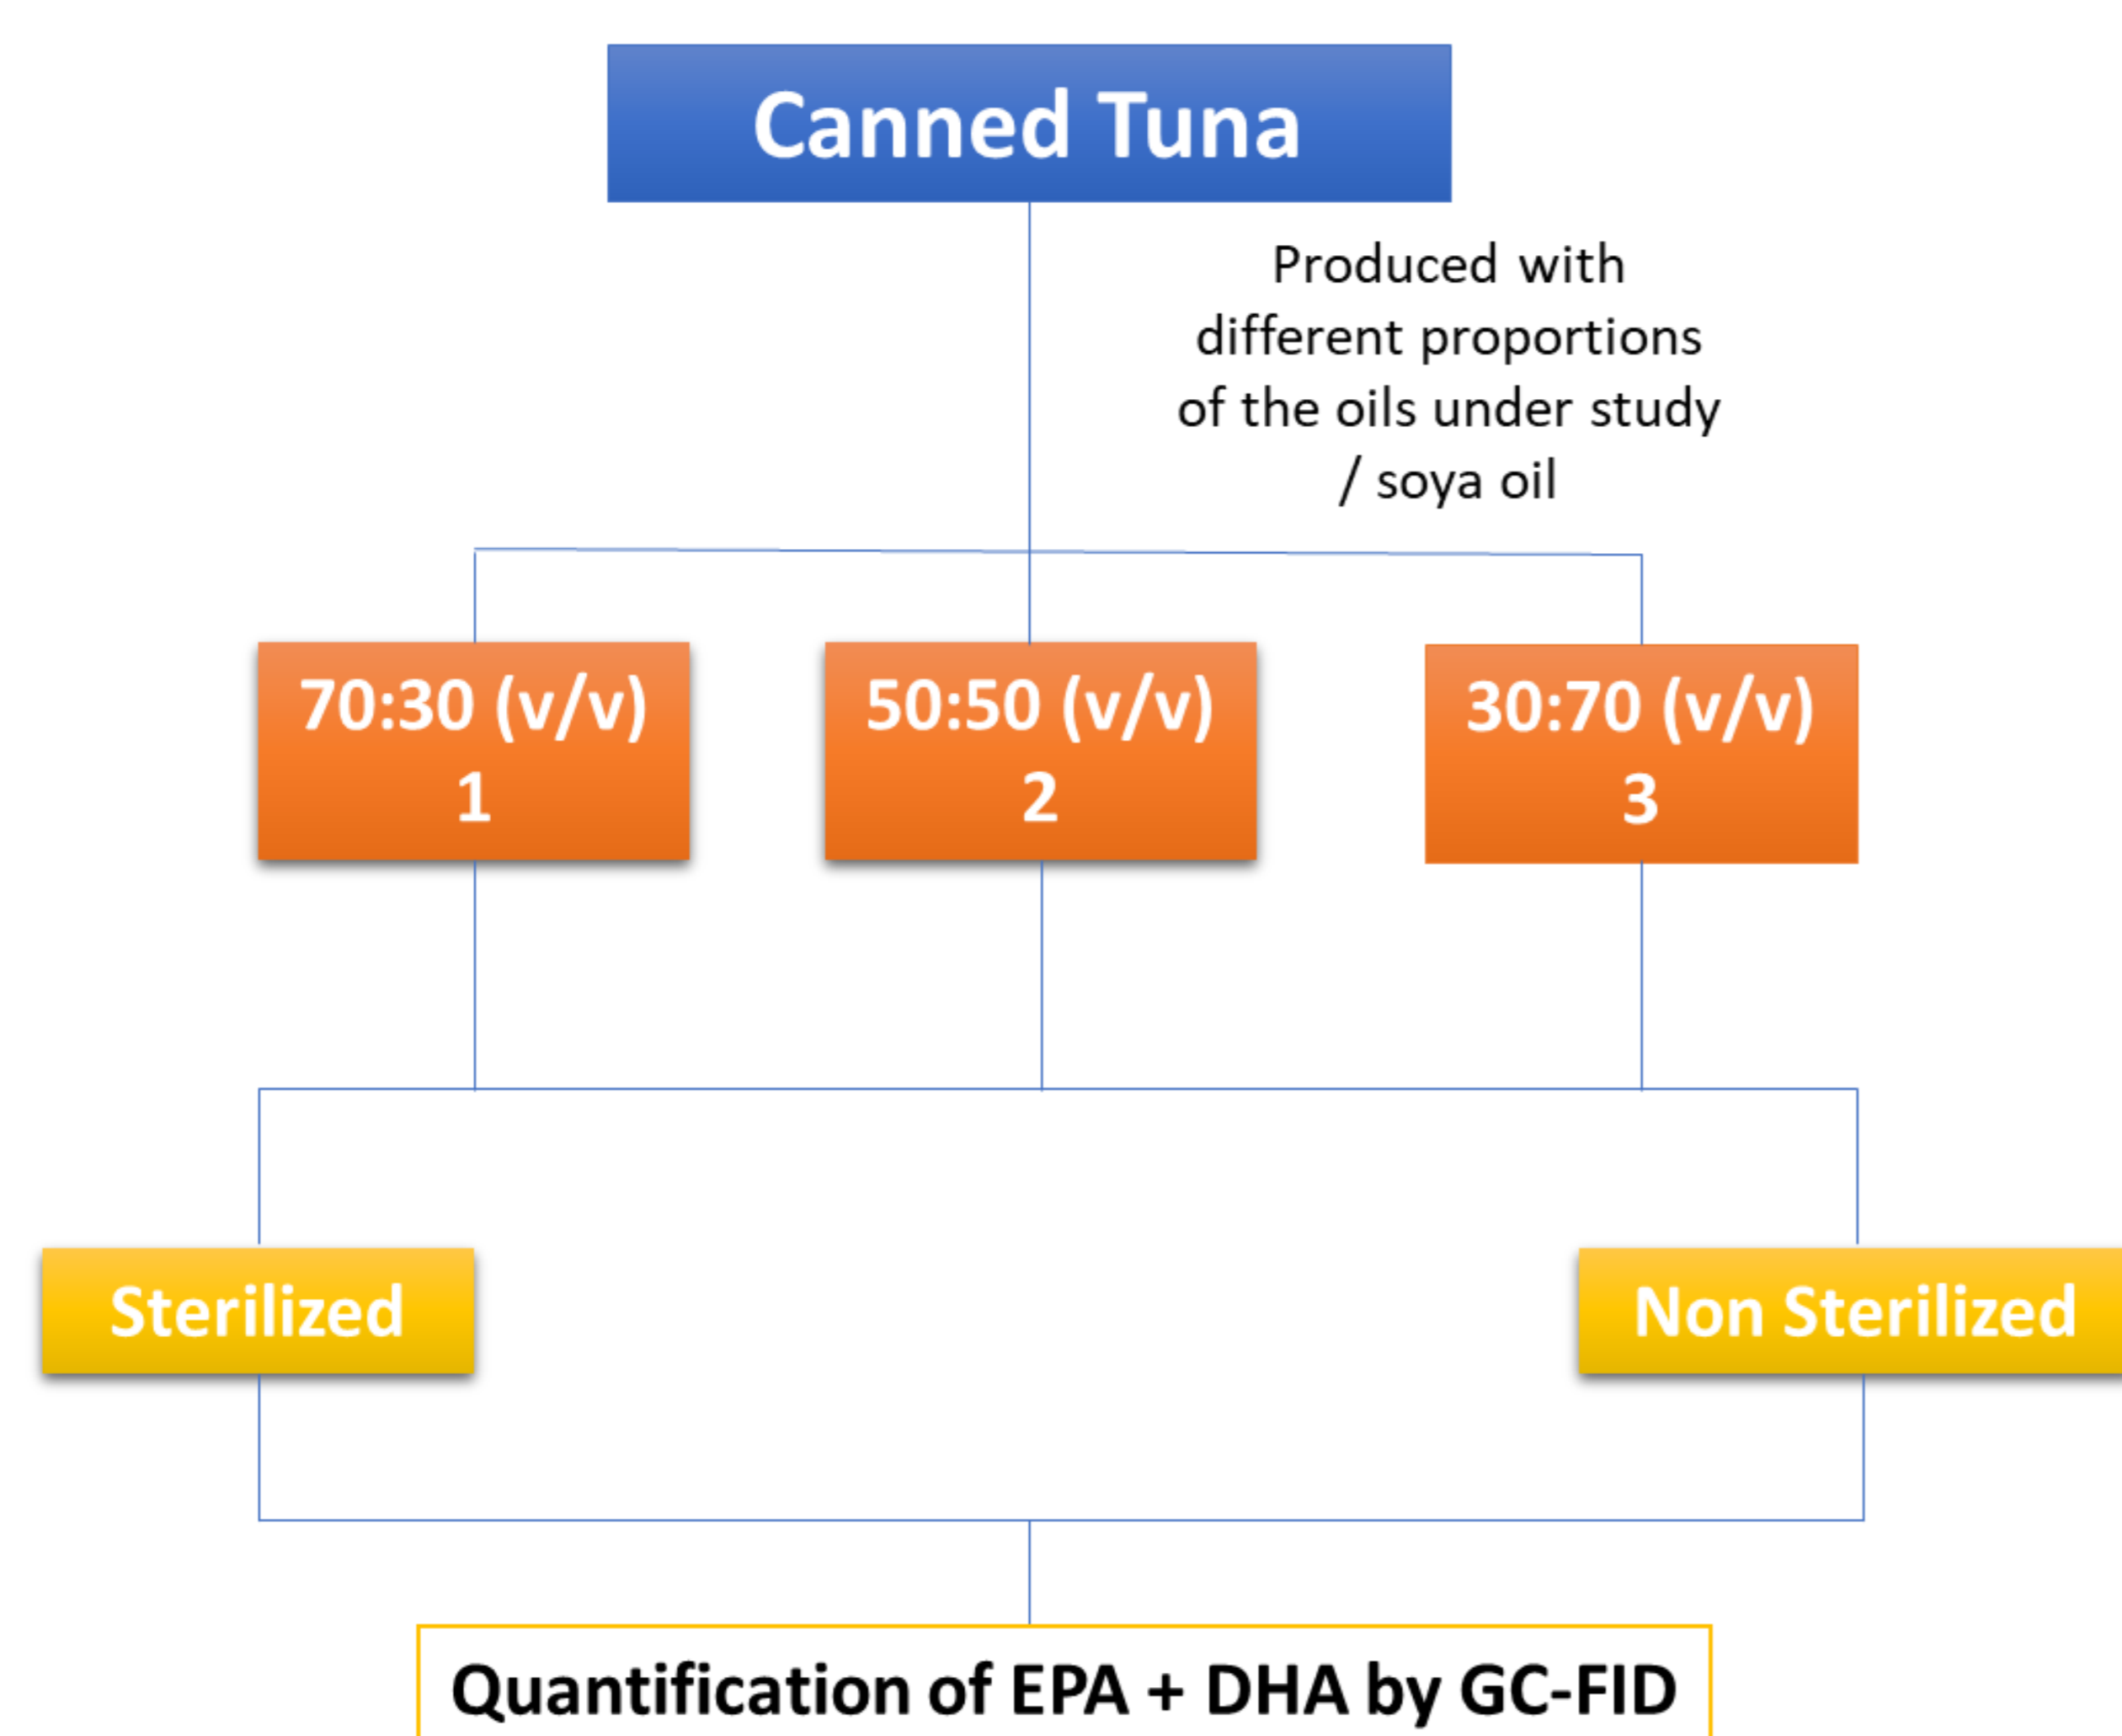 Canned Tuna
Produced with
different proportions
of the oils under study
/ soya oil
70:30 (v/v)
1
50:50 (v/v)
2
30:70 (v/v)
3
Sterilized
Non Sterilized
Quantification of EPA + DHA by GC-FID